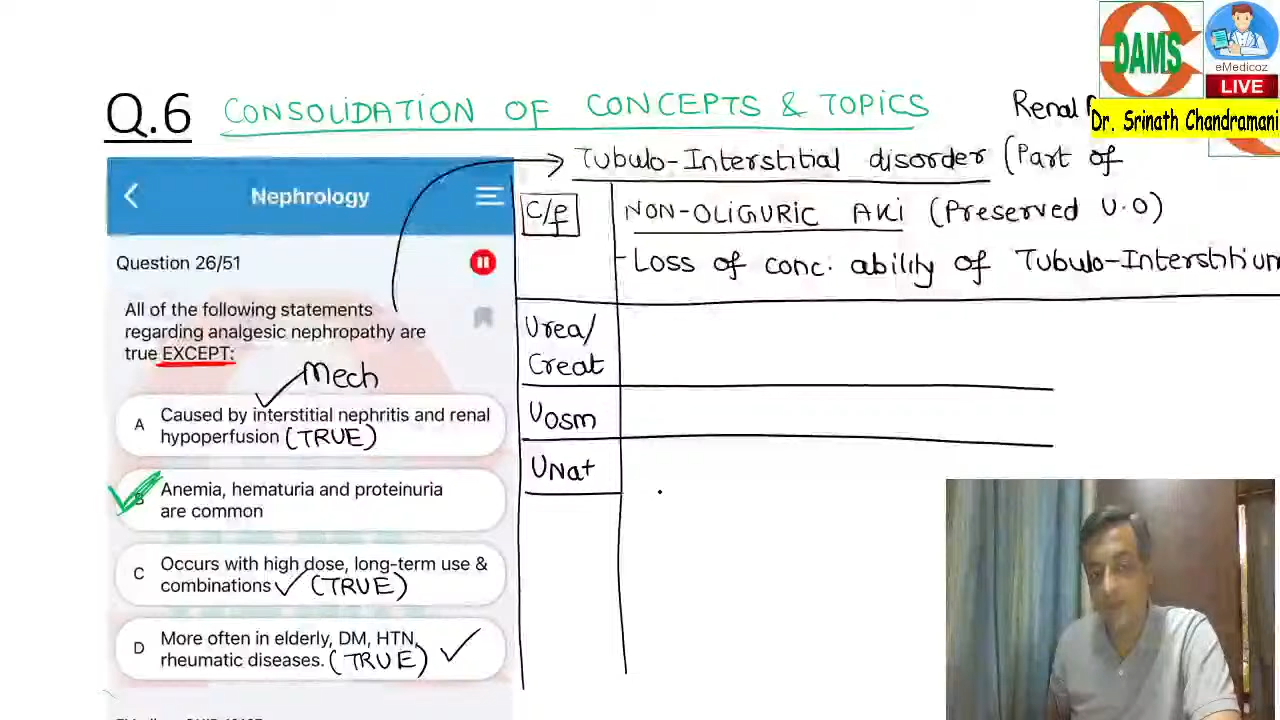 DAMS
eMedicoz
LIVE
Dr. Srinath Chandramani
Q.6 CONSOLIDATION OF CONCEPTS & TOPICS
Renal
Tubulo-Interstitial disorder (Part of
Nephrology
Question 26/51
All of the following statements
regarding analgesic nephropathy are
true EXCEPT:
Mech
A Caused by interstitial nephritis and renal
hypoperfusion (TRUE)
B Anemia, hematuria and proteinuria
are common
C Occurs with high dose, long-term use &
combinations (TRUE)
D More often in elderly, DM, HTN,
rheumatic diseases. (TRUE)
C/F
NON-OLIGURIC AKI (Preserved U.O)
- Loss of conc. ability of Tubulo-Interstitium
Urea/
Creat
Uosm
UNa+